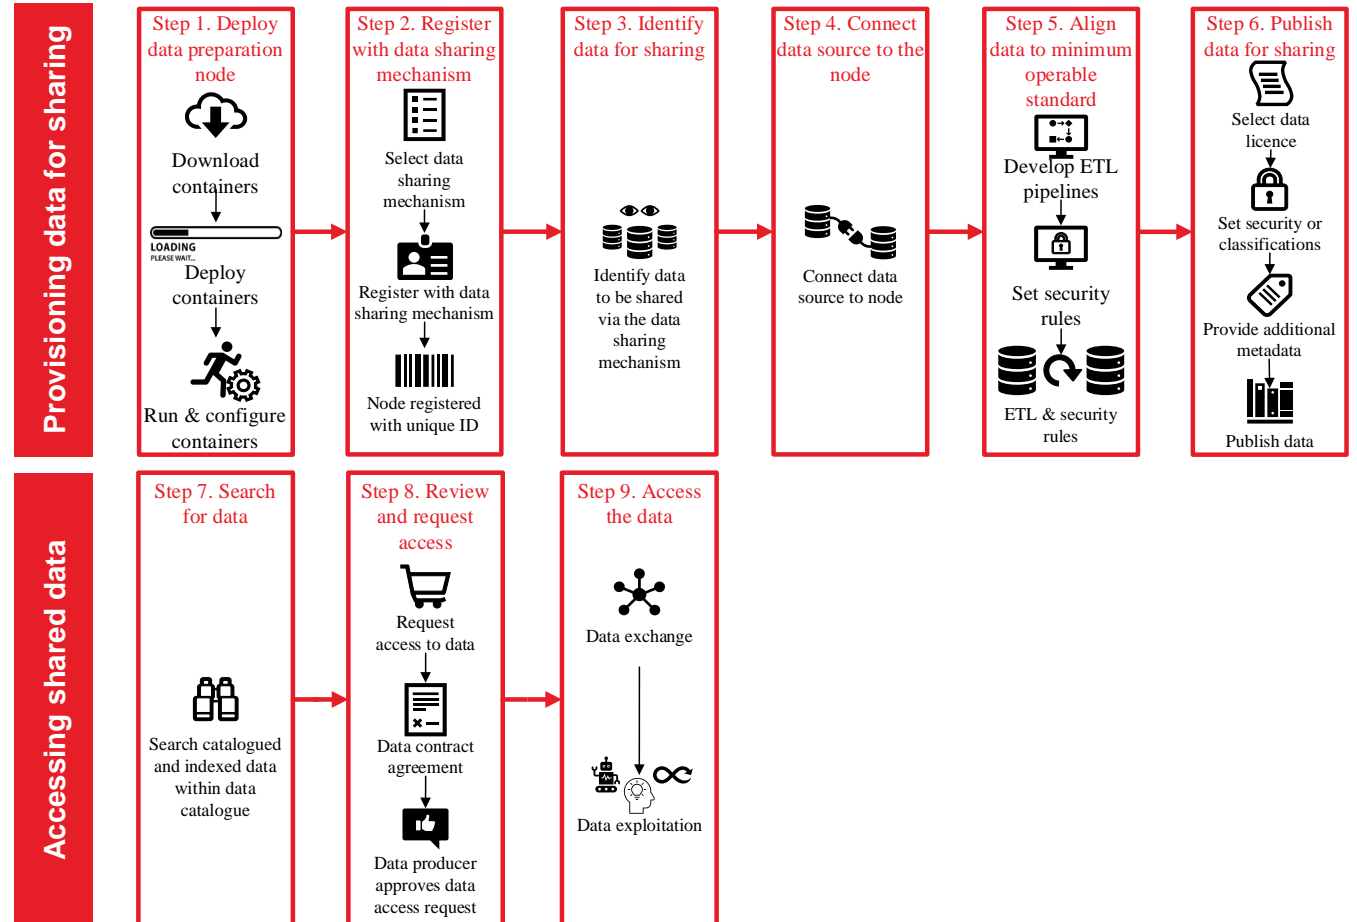 Provisioning data for sharing
Step 1. Deploy
data preparation
node
Download
containers
LOADING
PLEASE WAIT...
Deploy
containers
Run & configure
containers
Step 2. Register
with data sharing
mechanism
Select data
sharing
mechanism
Register with data
sharing mechanism
Node registered
with unique ID
Step 3. Identify
data for sharing
Identify data
to be shared
via the data
sharing
mechanism
Step 4. Connect
data source to the
node
Connect data
source to node
Step 5. Align
data to minimum
operable
standard
Develop ETL
pipelines
Set security
rules
ETL & security
rules
Step 6. Publish
data for sharing
Select data
licence
Set security or
classifications
Provide additional
metadata
Publish data
Accessing shared data
Step 7. Search
for data
Search catalogued
and indexed data
within data
catalogue
Step 8. Review
and request
access
Request
access to data
Data contract
agreement
Data producer
approves data
access request
Step 9. Access
the data
Data exchange
Data exploitation